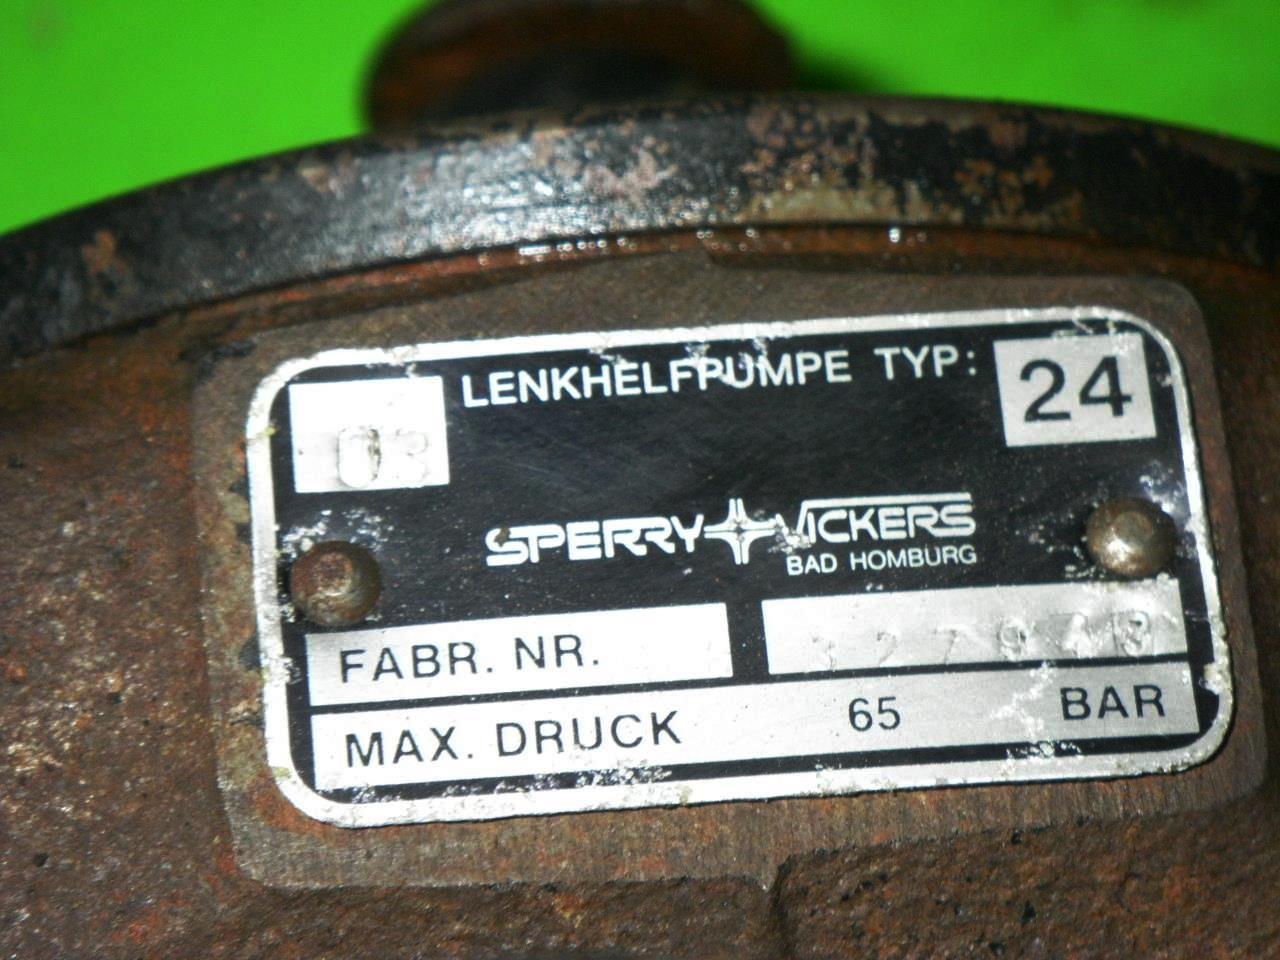 LENKHELFPUMPE TYP: 24
03
SPERRY VICKERS
BAD HOMBURG
FABR. NR.
MAX. DRUCK 65 BAR